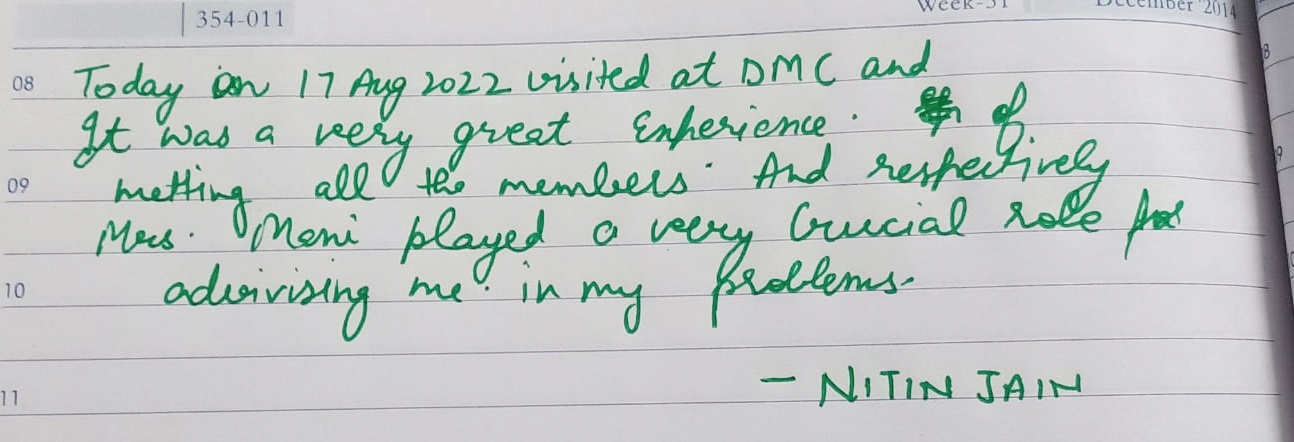 354-011
Week-51 December '2014
08 Today on 17 Aug 2022 visited at DMC and
It was a very great Experience. of
09 metting all the members. And respectively
Mrs. Moni played a very Crucial role for
10 advivising me. in my problems.
11 - NITIN JAIN